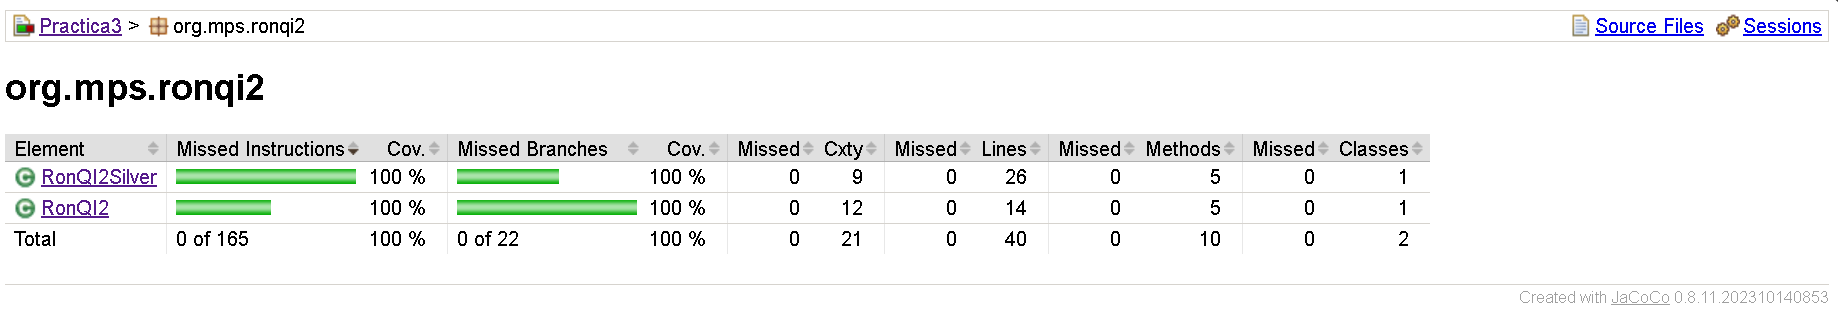 Practica3 > org.mps.ronqi2 Source Files Sessions
org.mps.ronqi2
Element Missed Instructions Cov. Missed Branches Cov. Missed Cxty Missed Lines Missed Methods Missed Classes
RonQI2Silver 100 % 100 % 0 9 0 26 0 5 0 1
RonQI2 100 % 100 % 0 12 0 14 0 5 0 1
Total 0 of 165 100 % 0 of 22 100 % 0 21 0 40 0 10 0 2
Created with JaCoCo 0.8.11.202310140853